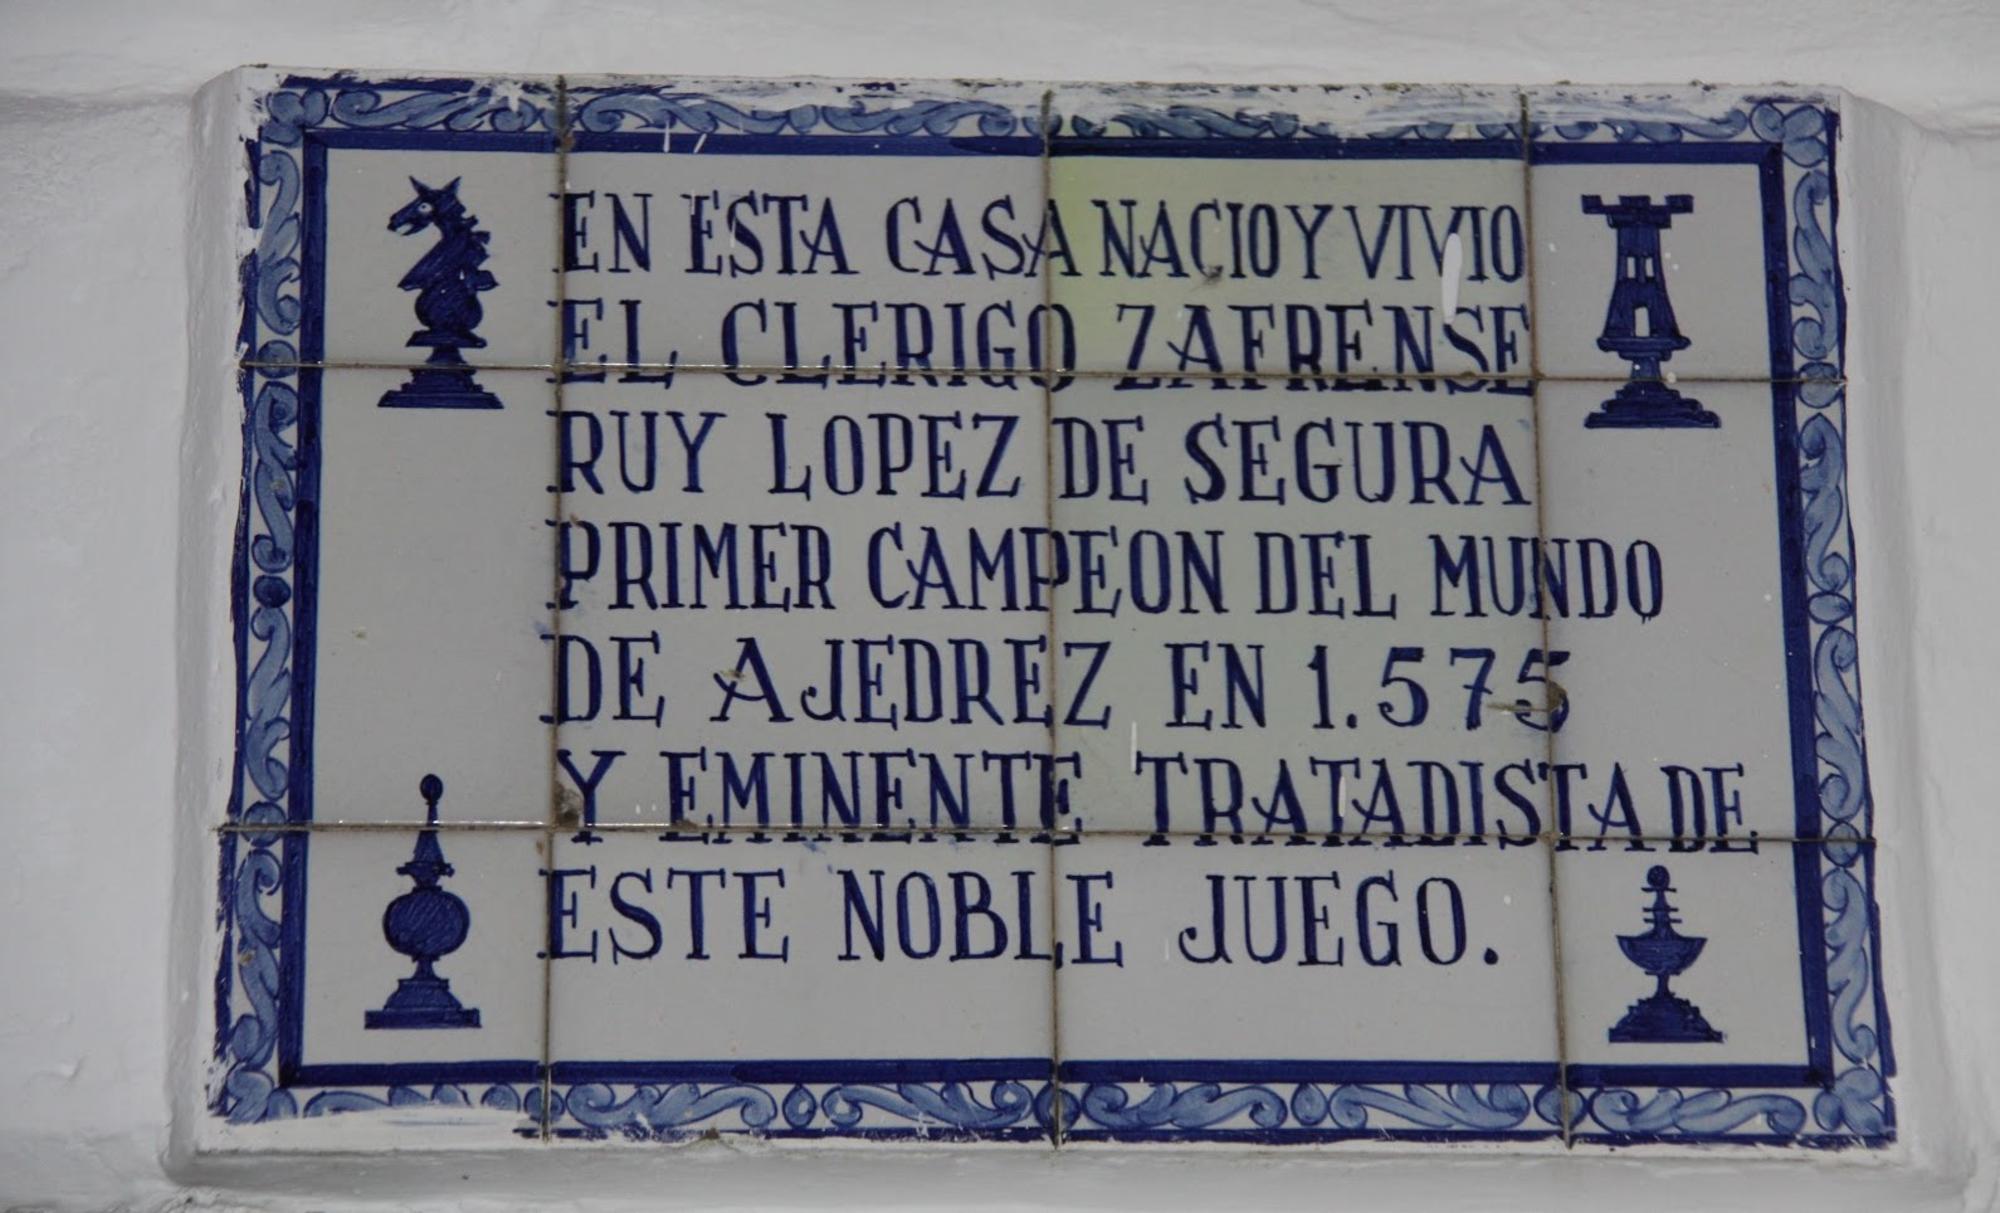 EN ESTA CASA NACIO Y VIVIO
EL CLERIGO ZAFRENSE
RUY LOPEZ DE SEGURA
PRIMER CAMPEON DEL MUNDO
DE AJEDREZ EN 1.575
Y EMINENTE TRATADISTA DE
ESTE NOBLE JUEGO.